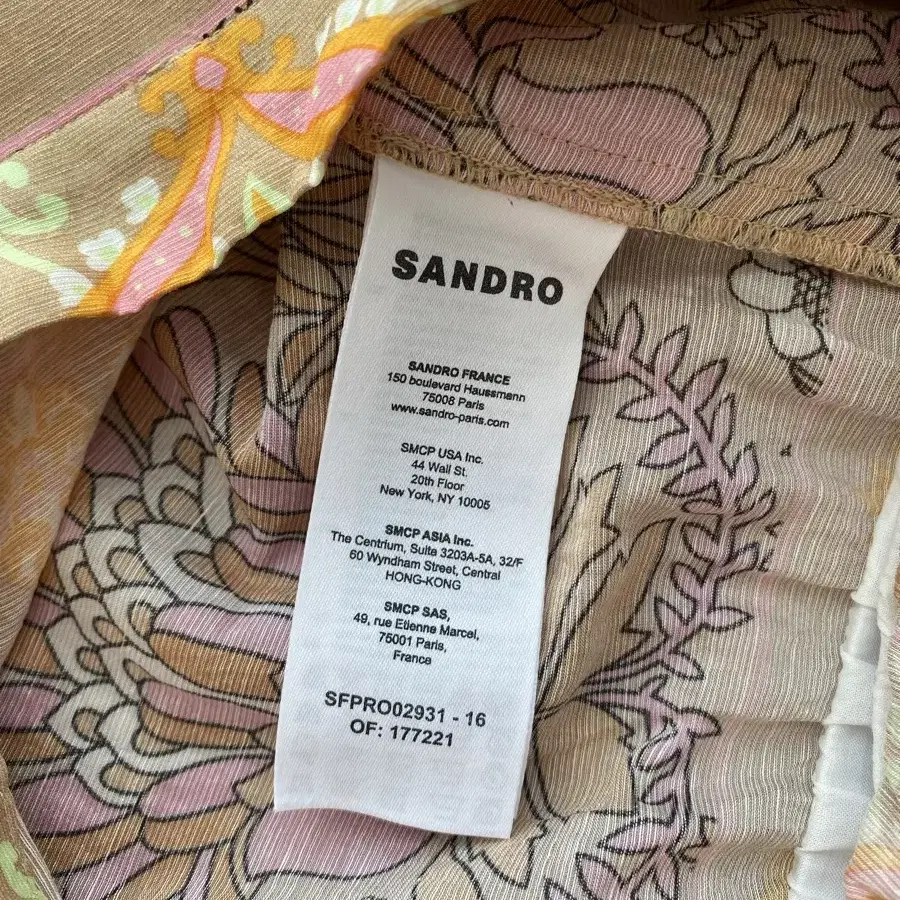 SANDRO
SANDRO FRANCE
150 boulevard Haussmann
75008 Paris
www.sandro-paris.com
SMCP USA Inc.
44 Wall St.
20th Floor
New York, NY 10005
SMCP ASIA Inc.
The Centrium, Suite 3203A-5A, 32/F
60 Wyndham Street, Central
HONG-KONG
SMCP SAS,
49, rue Etienne Marcel,
75001 Paris,
France
SFPRO02931 - 16
OF: 177221